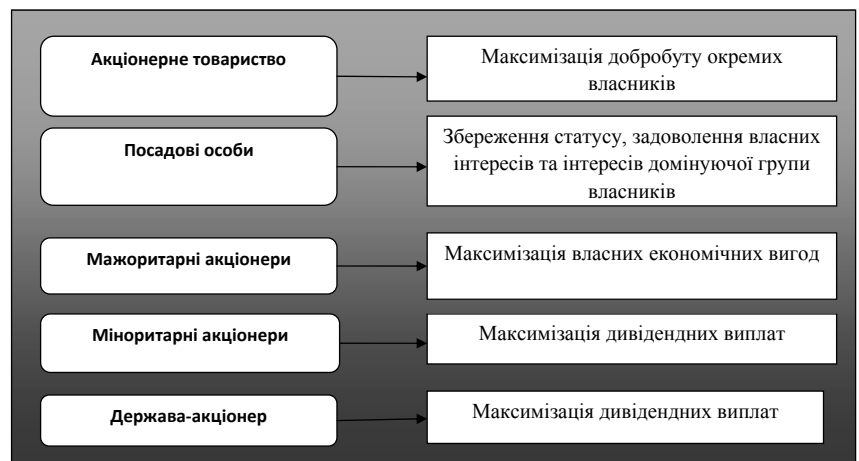 Акціонерне товариство
Максимізація добробуту окремих
власників
Посадові особи
Збереження статусу, задоволення власних
інтересів та інтересів домінуючої групи
власників
Мажоритарні акціонери
Максимізація власних економічних вигод
Міноритарні акціонери
Максимізація дивідендних виплат
Держава-акціонер
Максимізація дивідендних виплат